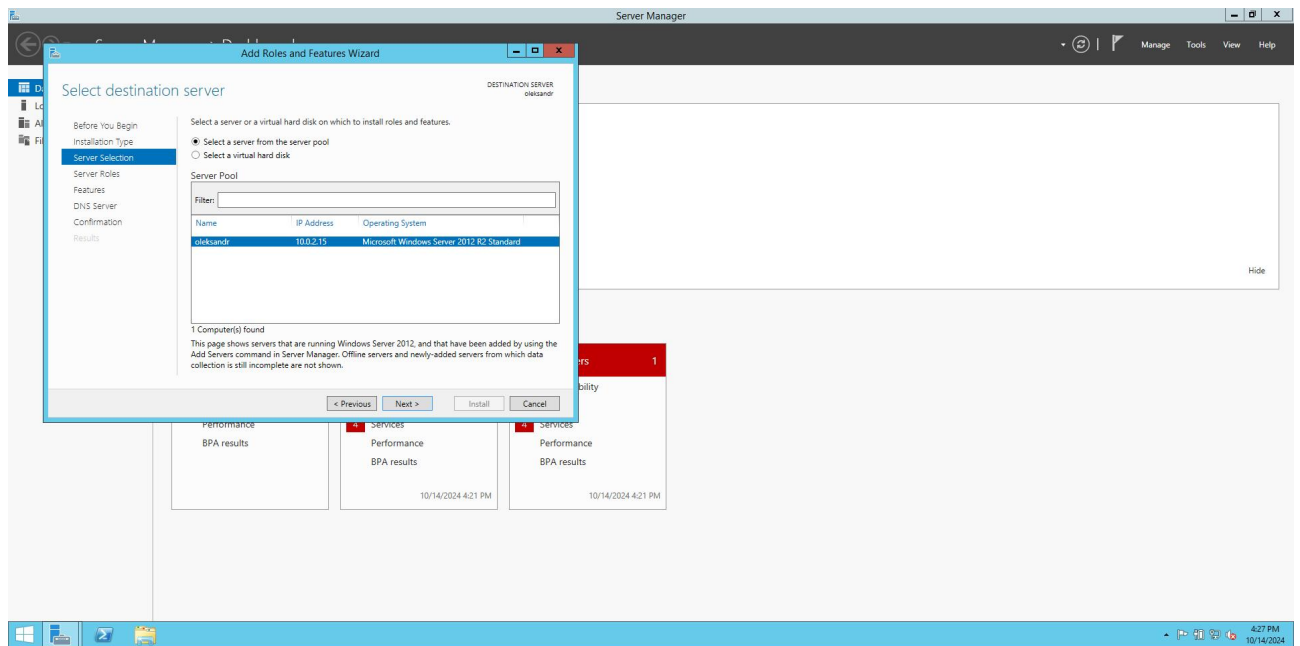 Server Manager
Manage Tools View Help
Add Roles and Features Wizard
Select destination server
DESTINATION SERVER
oleksandr
Before You Begin
Installation Type
Server Selection
Server Roles
Features
DNS Server
Confirmation
Results
Select a server or a virtual hard disk on which to install roles and features.
Select a server from the server pool
Select a virtual hard disk
Server Pool
Filter:
Name IP Address Operating System
oleksandr 10.0.2.15 Microsoft Windows Server 2012 R2 Standard
1 Computer(s) found
This page shows servers that are running Windows Server 2012, and that have been added by using the
Add Servers command in Server Manager. Offline servers and newly-added servers from which data
collection is still incomplete are not shown.
< Previous Next > Install Cancel
Hide
1
Performance
BPA results
4 Services
Performance
BPA results
10/14/2024 4:21 PM
4 Services
Performance
BPA results
10/14/2024 4:21 PM
4:27 PM
10/14/2024